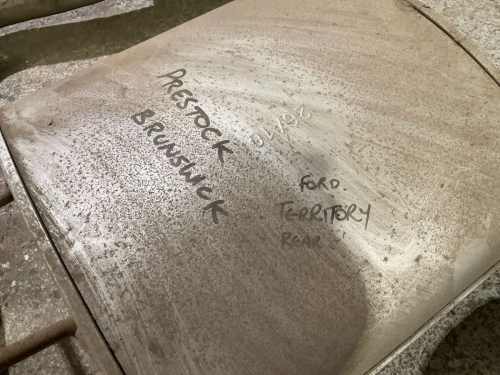 PRESTOCK
BRUNSWICK
FORD.
TERRITORY
REAR